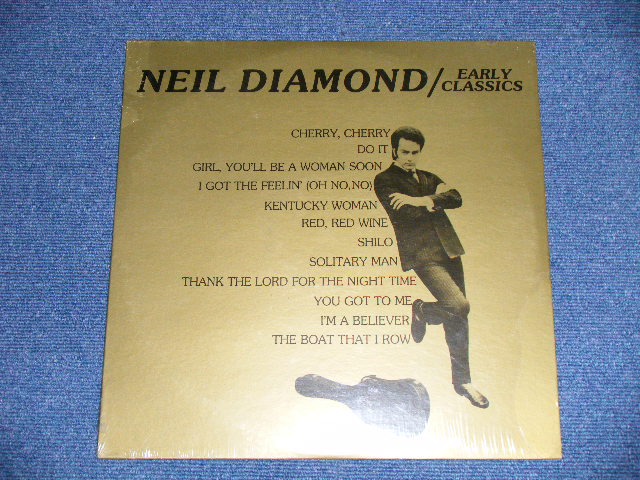 NEIL DIAMOND/ EARLY CLASSICS
CHERRY, CHERRY
DO IT
GIRL, YOU'LL BE A WOMAN SOON
I GOT THE FEELIN' (OH NO, NO)
KENTUCKY WOMAN
RED, RED WINE
SHILO
SOLITARY MAN
THANK THE LORD FOR THE NIGHT TIME
YOU GOT TO ME
I'M A BELIEVER
THE BOAT THAT I ROW